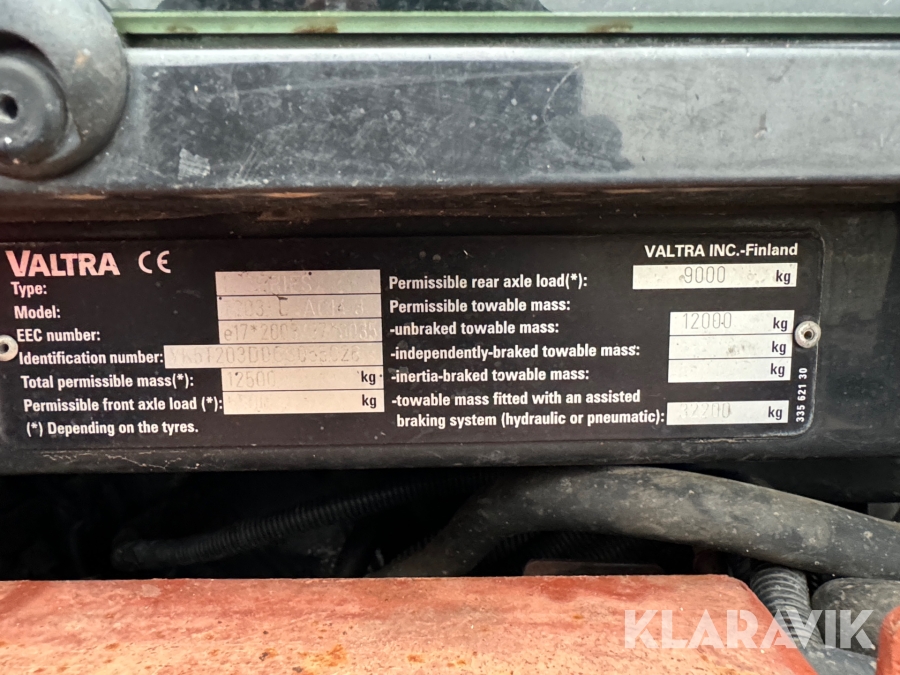 VALTRA CE
Type:
Model:
EEC number:
Identification number:
Total permissible mass(*): 12500 kg
Permissible front axle load (*): kg
(*) Depending on the tyres.
VALTRA INC.-Finland
Permissible rear axle load(*): 9000 kg
Permissible towable mass:
-unbraked towable mass: 12000 kg
-independently-braked towable mass: kg
-inertia-braked towable mass: kg
-towable mass fitted with an assisted
braking system (hydraulic or pneumatic): 32200 kg
335 621 30
KLARAVIK